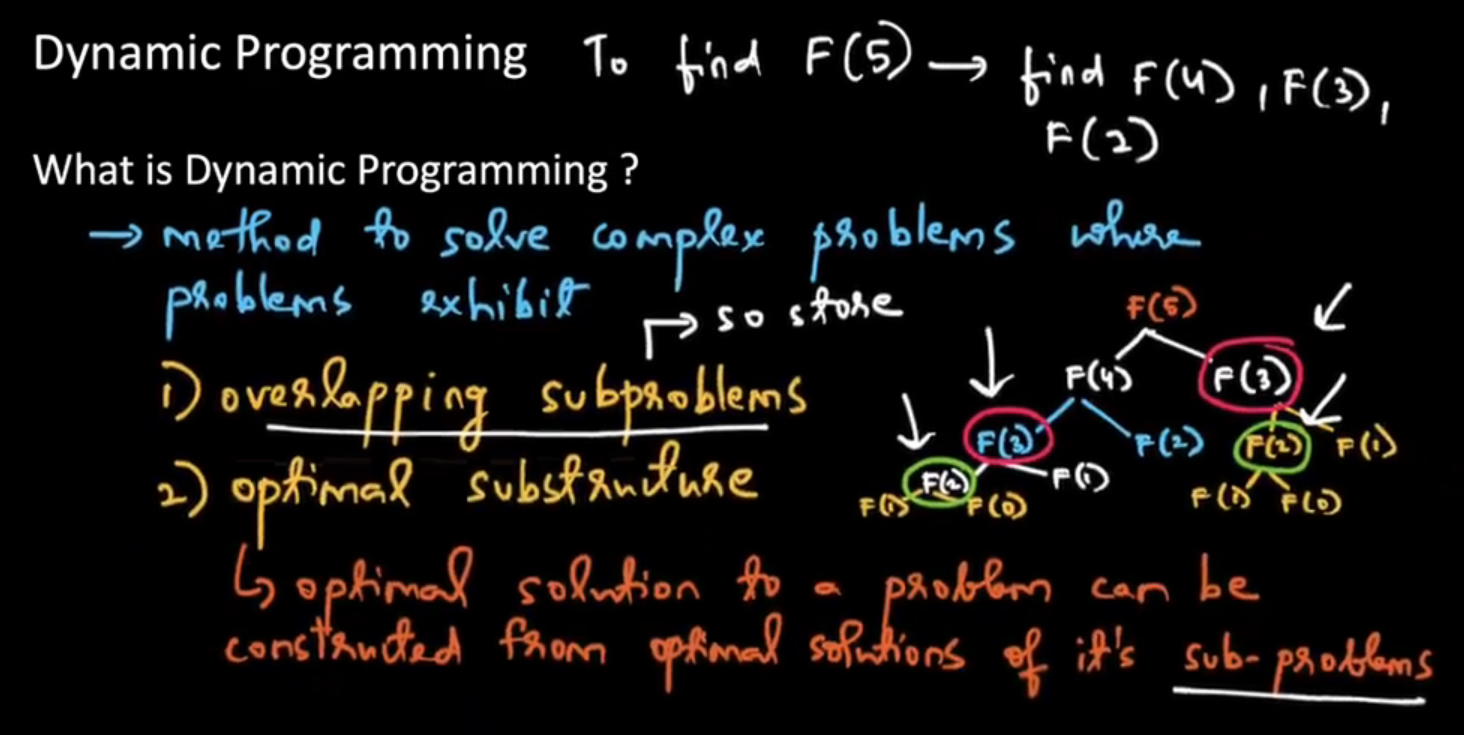 Dynamic Programming To find F(5) → find F(4), F(3),
F(2)
What is Dynamic Programming ?
→ method to solve complex problems where
problems exhibit
→ so store
1) overlapping subproblems
2) optimal substructure
↳ optimal solution to a problem can be
constructed from optimal solutions of it's sub-problems
F(5)
F(4) F(3)
F(3) F(2) F(2) F(1)
F(2) F(1)
F(1) F(0) F(1) F(0)